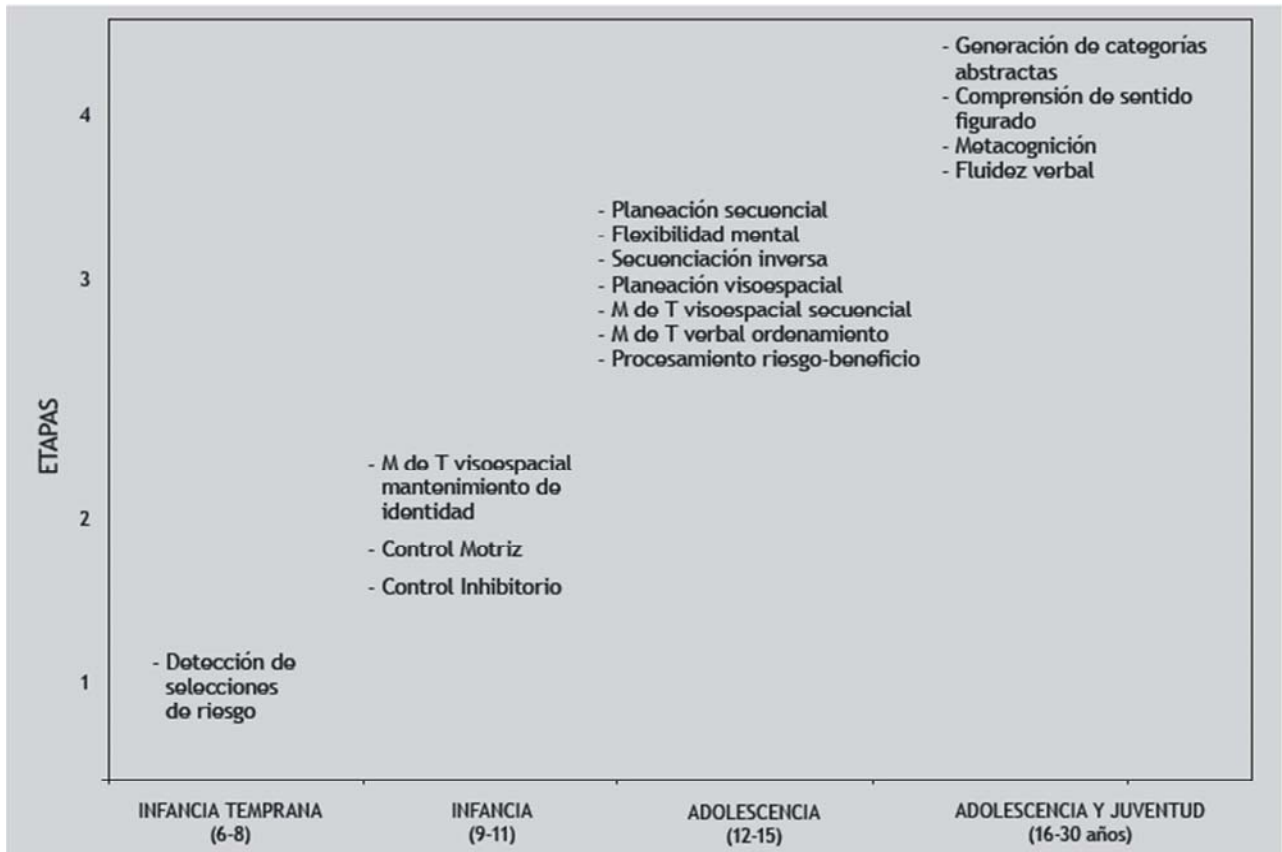 - Generación de categorías
abstractas
- Comprensión de sentido
figurado
- Metacognición
- Fluidez verbal
4
- Planeación secuencial
- Flexibilidad mental
- Secuenciación inversa
- Planeación visoespacial
- M de T visoespacial secuencial
- M de T verbal ordenamiento
- Procesamiento riesgo-beneficio
3
ETAPAS
- M de T visoespacial
mantenimiento de
identidad
- Control Motriz
- Control Inhibitorio
2
- Detección de
selecciones
de riesgo
1
INFANCIA TEMPRANA
(6-8)
INFANCIA
(9-11)
ADOLESCENCIA
(12-15)
ADOLESCENCIA Y JUVENTUD
(16-30 años)